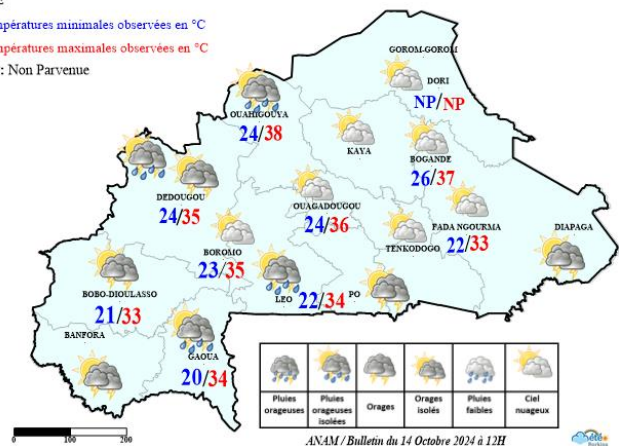 températures minimales observées en °C
températures maximales observées en °C
: Non Parvenue
GOROM-GOROM
DORI
NP/NP
OUAHIGOUYA
24/38
KAYA
BOGANDE
26/37
DEDOUGOU
24/35
OUAGADOUGOU
24/36
FADA NGOURMA
22/33
DIAPAGA
TENKODOGO
BOROMO
23/35
BOBO-DIOULASSO
21/33
LEO
22/34
PO
BANFORA
GAOUA
20/34
Pluies orageuses
Pluies orageuses isolées
Orages
Orages isolés
Pluies faibles
Ciel nuageux
0 100 200
ANAM / Bulletin du 14 Octobre 2024 à 12H